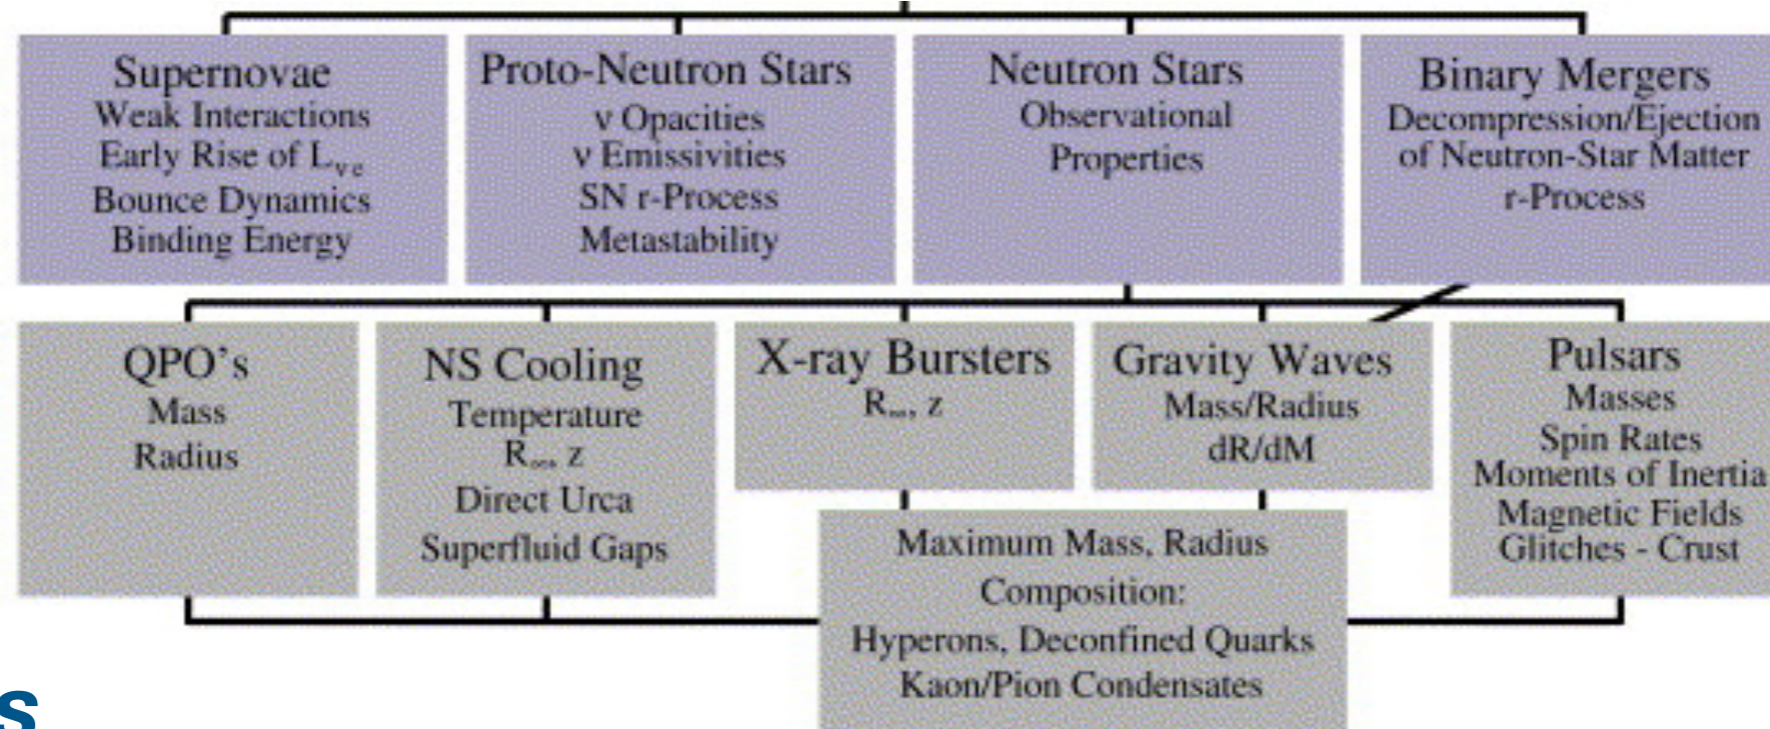 Supernovae
Weak Interactions
Early Rise of Lνe
Bounce Dynamics
Binding Energy
Proto-Neutron Stars
ν Opacities
ν Emissivities
SN r-Process
Metastability
Neutron Stars
Observational
Properties
Binary Mergers
Decompression/Ejection
of Neutron-Star Matter
r-Process
QPO's
Mass
Radius
NS Cooling
Temperature
R∞, z
Direct Urca
Superfluid Gaps
X-ray Bursters
R∞, z
Gravity Waves
Mass/Radius
dR/dM
Pulsars
Masses
Spin Rates
Moments of Inertia
Magnetic Fields
Glitches - Crust
Maximum Mass, Radius
Composition:
Hyperons, Deconfined Quarks
Kaon/Pion Condensates
s